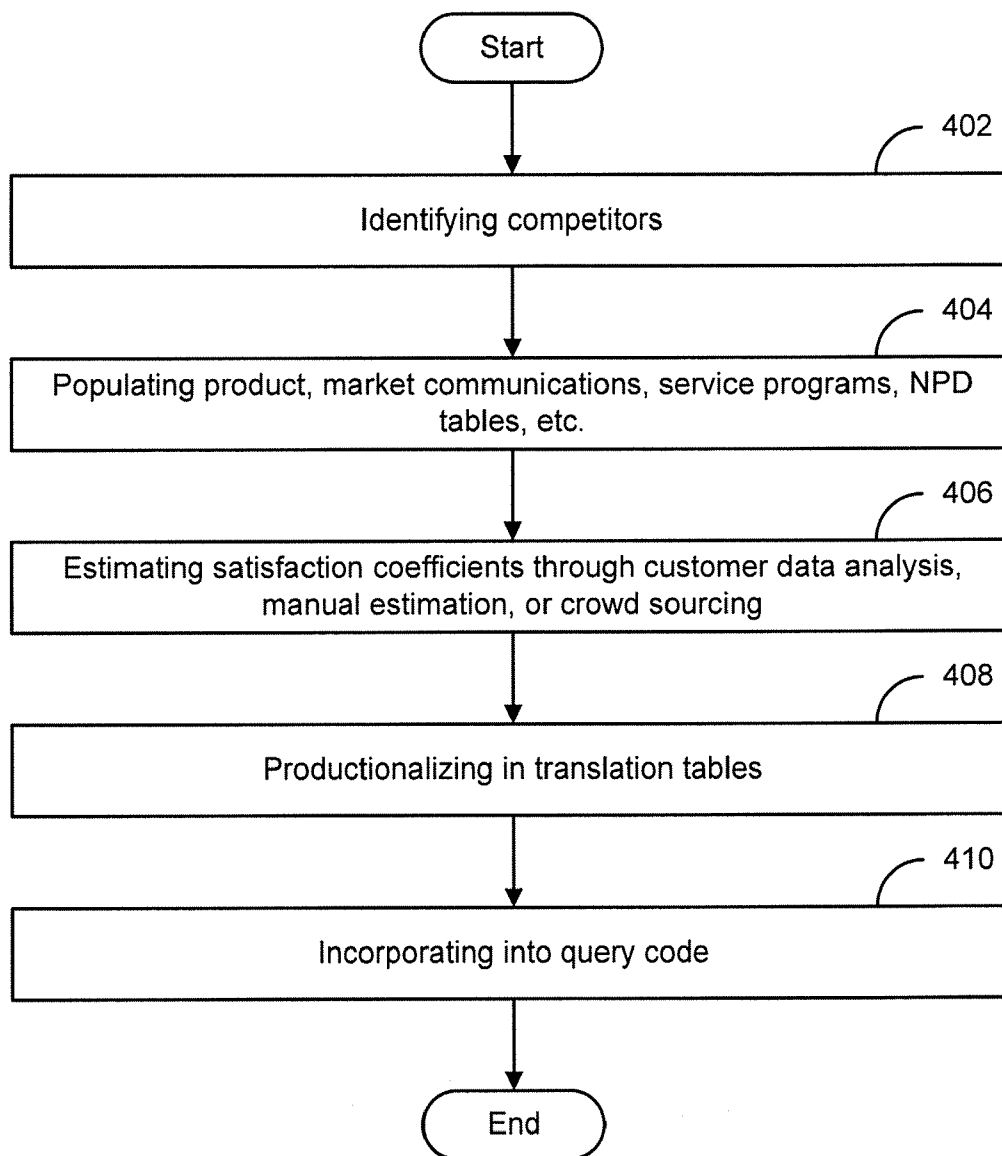 Start
402
Identifying competitors
404
Populating product, market communications, service programs, NPD
tables, etc.
406
Estimating satisfaction coefficients through customer data analysis,
manual estimation, or crowd sourcing
408
Productionalizing in translation tables
410
Incorporating into query code
End